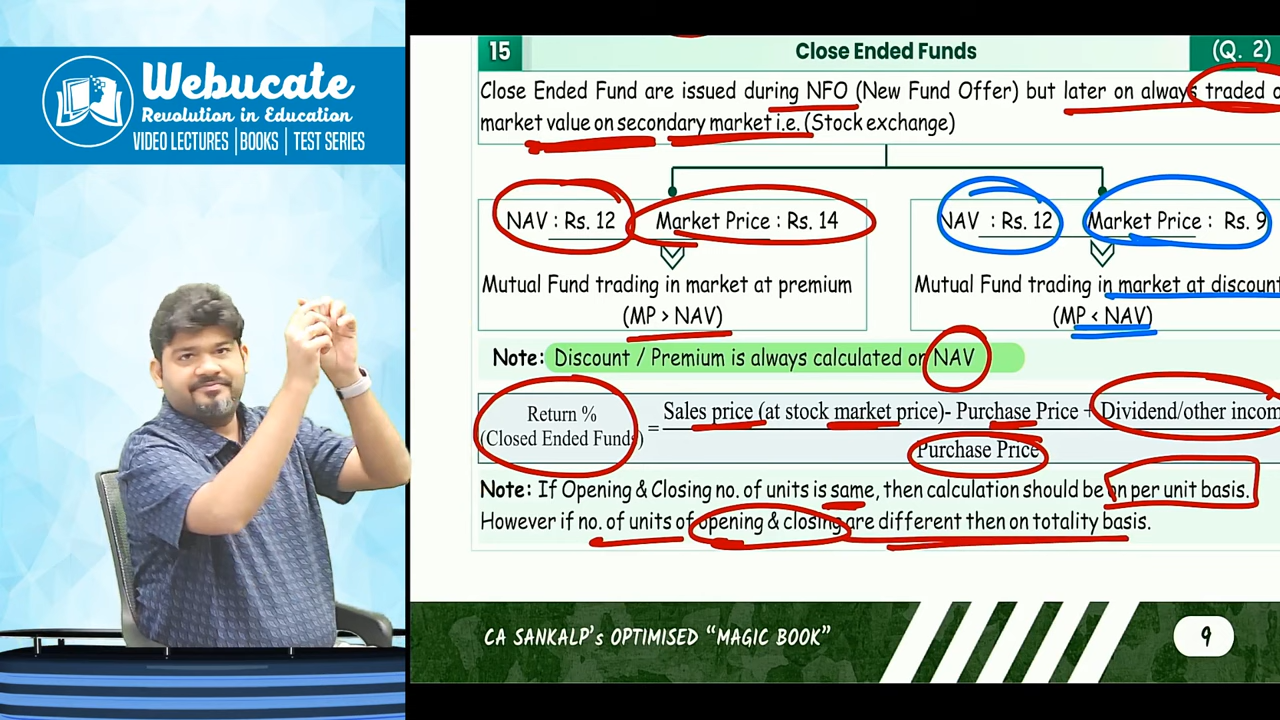 Webucate
Revolution in Education
VIDEO LECTURES | BOOKS | TEST SERIES
15 Close Ended Funds (Q. 2)
Close Ended Fund are issued during NFO (New Fund Offer) but later on always traded
market value on secondary market i.e. (Stock exchange)
NAV : Rs. 12 Market Price : Rs. 14
NAV : Rs. 12 Market Price : Rs. 9
Mutual Fund trading in market at premium
(MP > NAV)
Mutual Fund trading in market at discount
(MP < NAV)
Note: Discount / Premium is always calculated on NAV
Return %
(Closed Ended Funds)
=
Sales price (at stock market price)- Purchase Price + Dividend/other incom
Purchase Price
Note: If Opening & Closing no. of units is same, then calculation should be on per unit basis.
However if no. of units of opening & closing are different then on totality basis.
CA SANKALP's OPTIMISED "MAGIC BOOK"
9